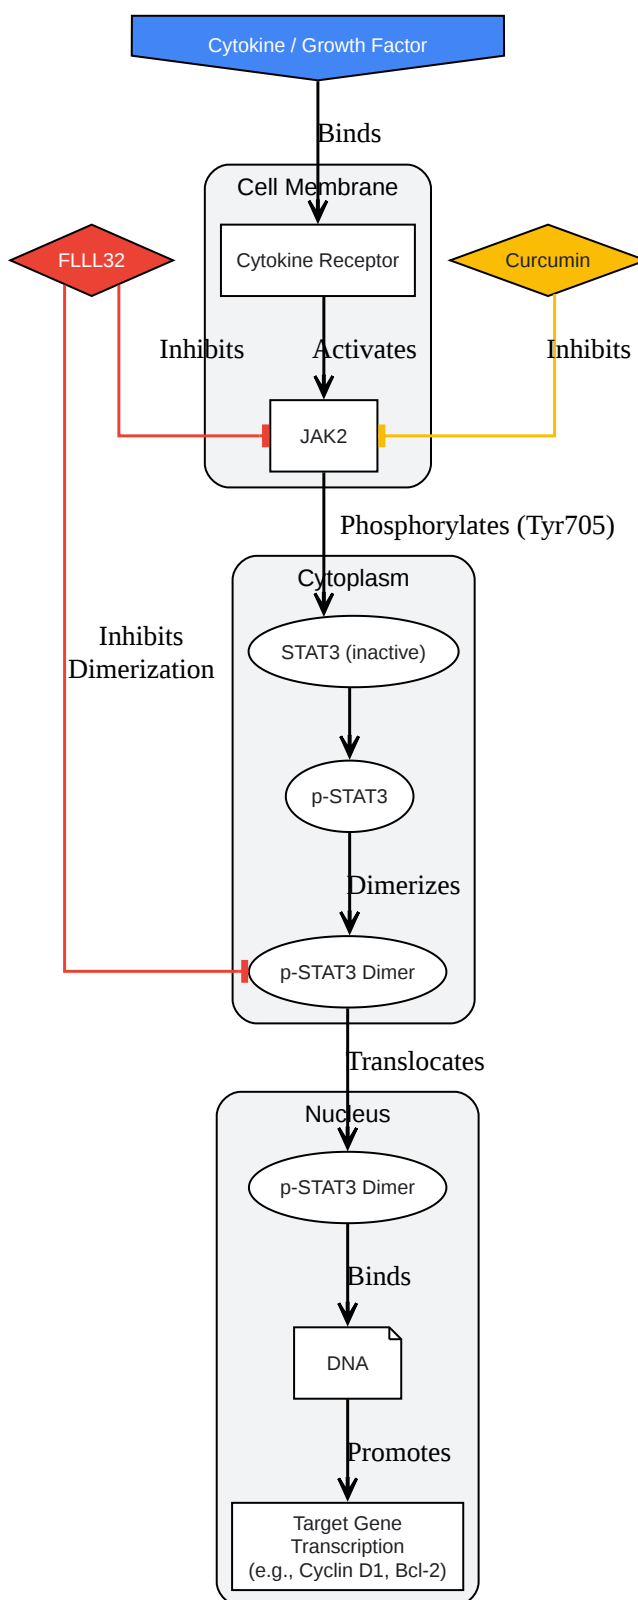 Cytokine / Growth Factor
Binds
Cell Membrane
FLLL32
Cytokine Receptor
Curcumin
Inhibits
Activates
Inhibits
JAK2
Phosphorylates (Tyr705)
Cytoplasm
Inhibits
Dimerization
STAT3 (inactive)
p-STAT3
Dimerizes
p-STAT3 Dimer
Translocates
Nucleus
p-STAT3 Dimer
Binds
DNA
Promotes
Target Gene
Transcription
(e.g., Cyclin D1, Bcl-2)